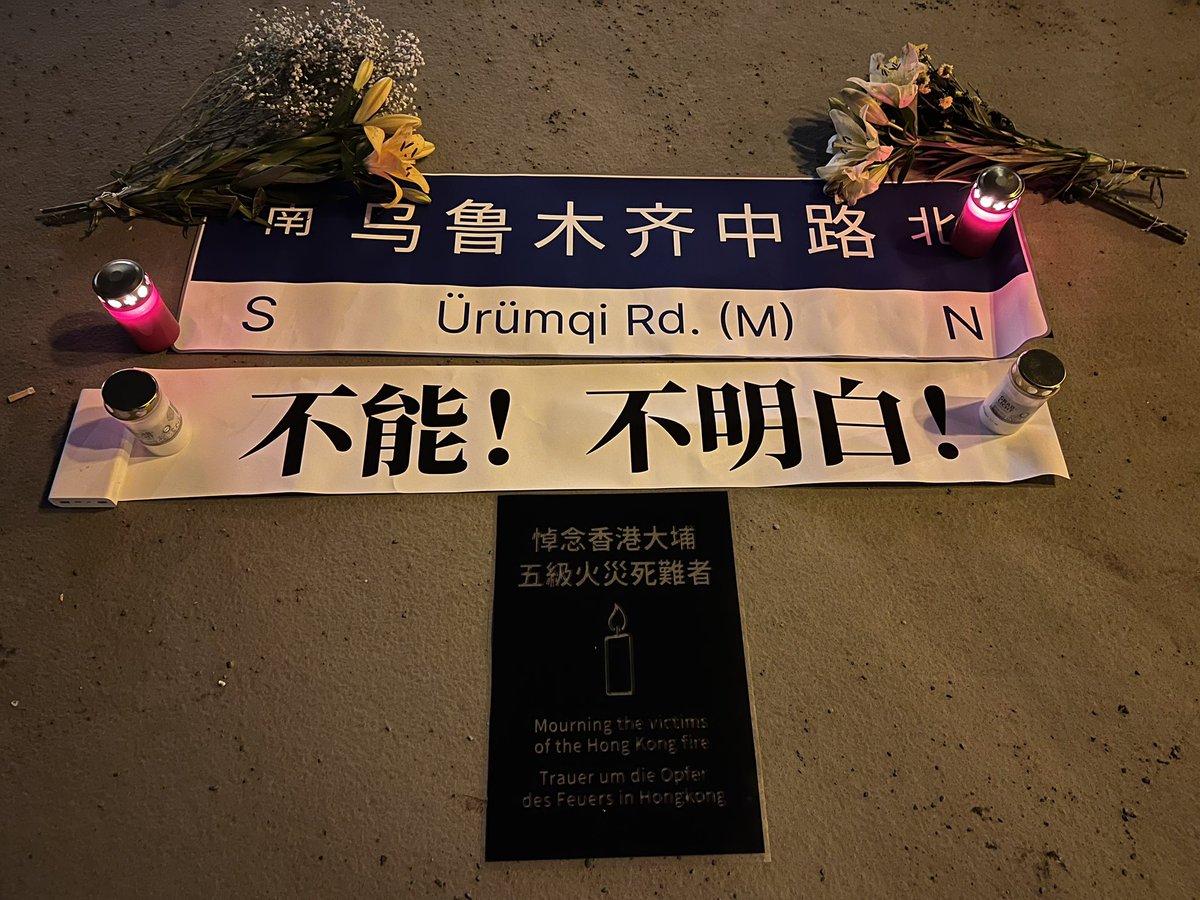 南 乌鲁木齐中路 北
S Ürümqi Rd. (M) N
不能！ 不明白！
悼念香港大埔
五級火災死難者
Mourning the victims
of the Hong Kong fire
Trauer um die Opfer
des Feuers in Hongkong